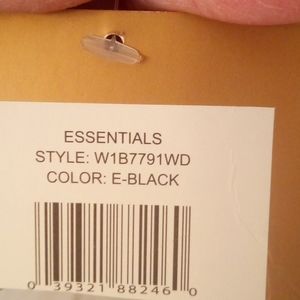 ESSENTIALS
STYLE: W1B7791WD
COLOR: E-BLACK
0 39321 88246 0